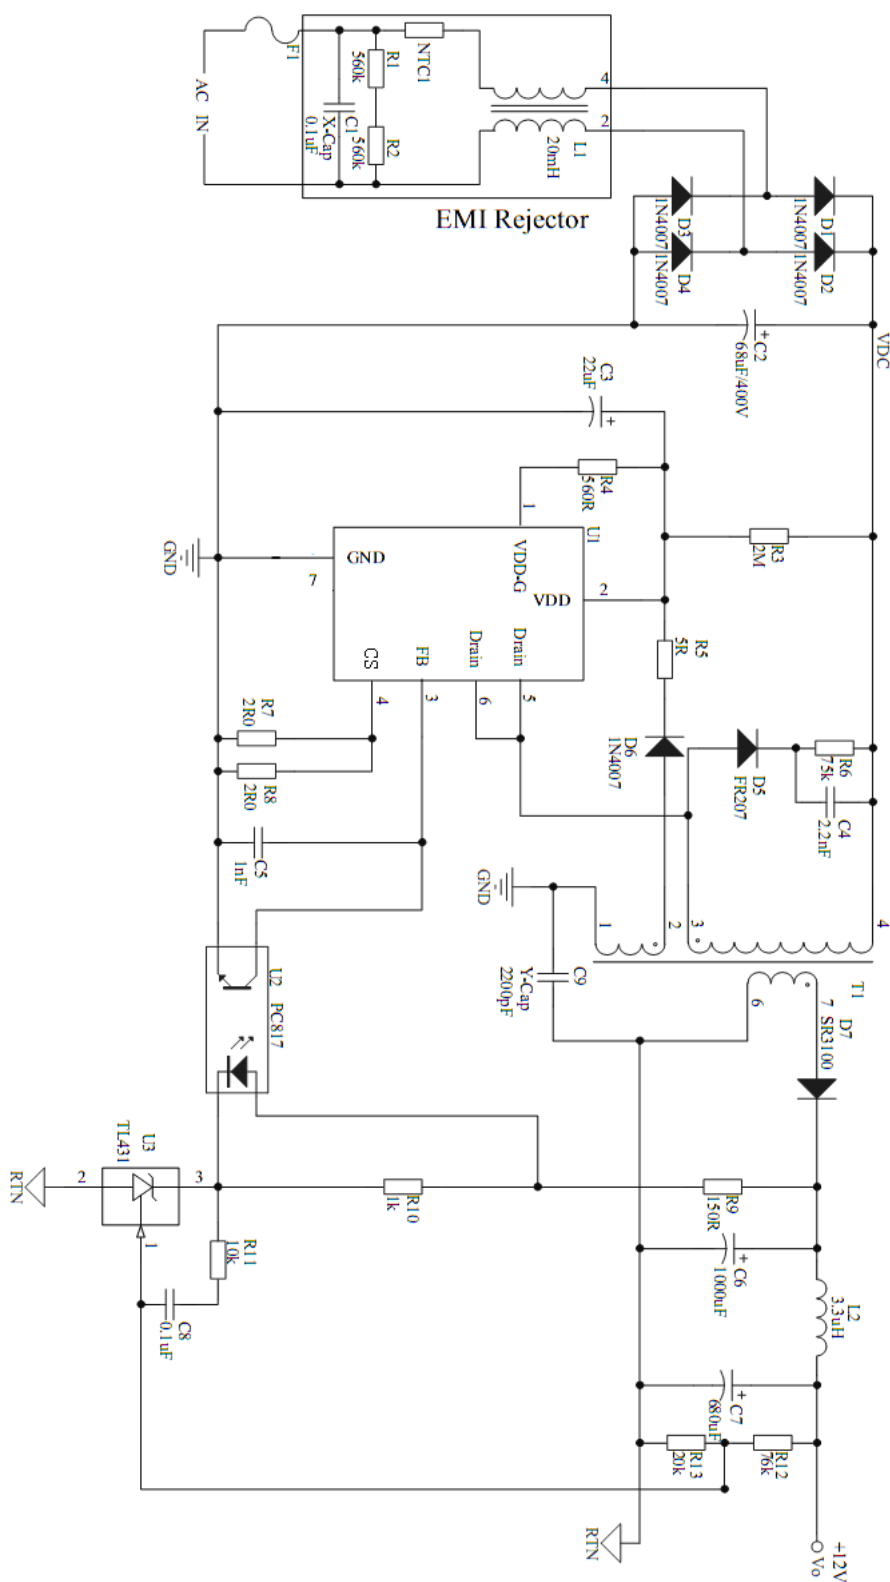 F1
AC IN
R1
560k
NTC1
C1
X-Cap
0.1uF
R2
560k
4
2
L1
20mH
EMI Rejector
D3
1N4007
D1
1N4007
D4
1N4007
D2
1N4007
VDC
C2
68uF/400V
C3
22uF
R4
560R
U1
1
VDD-G
VDD
2
R3
2M
GND
GND
7
CS
FB
Drain
Drain
4
3
6
5
R5
5R
D6
1N4007
R7
2R0
R8
2R0
D5
FR207
R6
75k
C4
2.2nF
C5
1nF
GND
1
2
3
4
T1
C9
Y-Cap
2200pF
6
7
D7
SR3100
U2
PC817
U3
TL431
RTN
2
3
1
R10
1k
R9
150R
R11
10k
C8
0.1uF
C6
1000uF
L2
3.3uH
C7
680uF
R13
20k
R12
76k
RTN
+12V
Vo